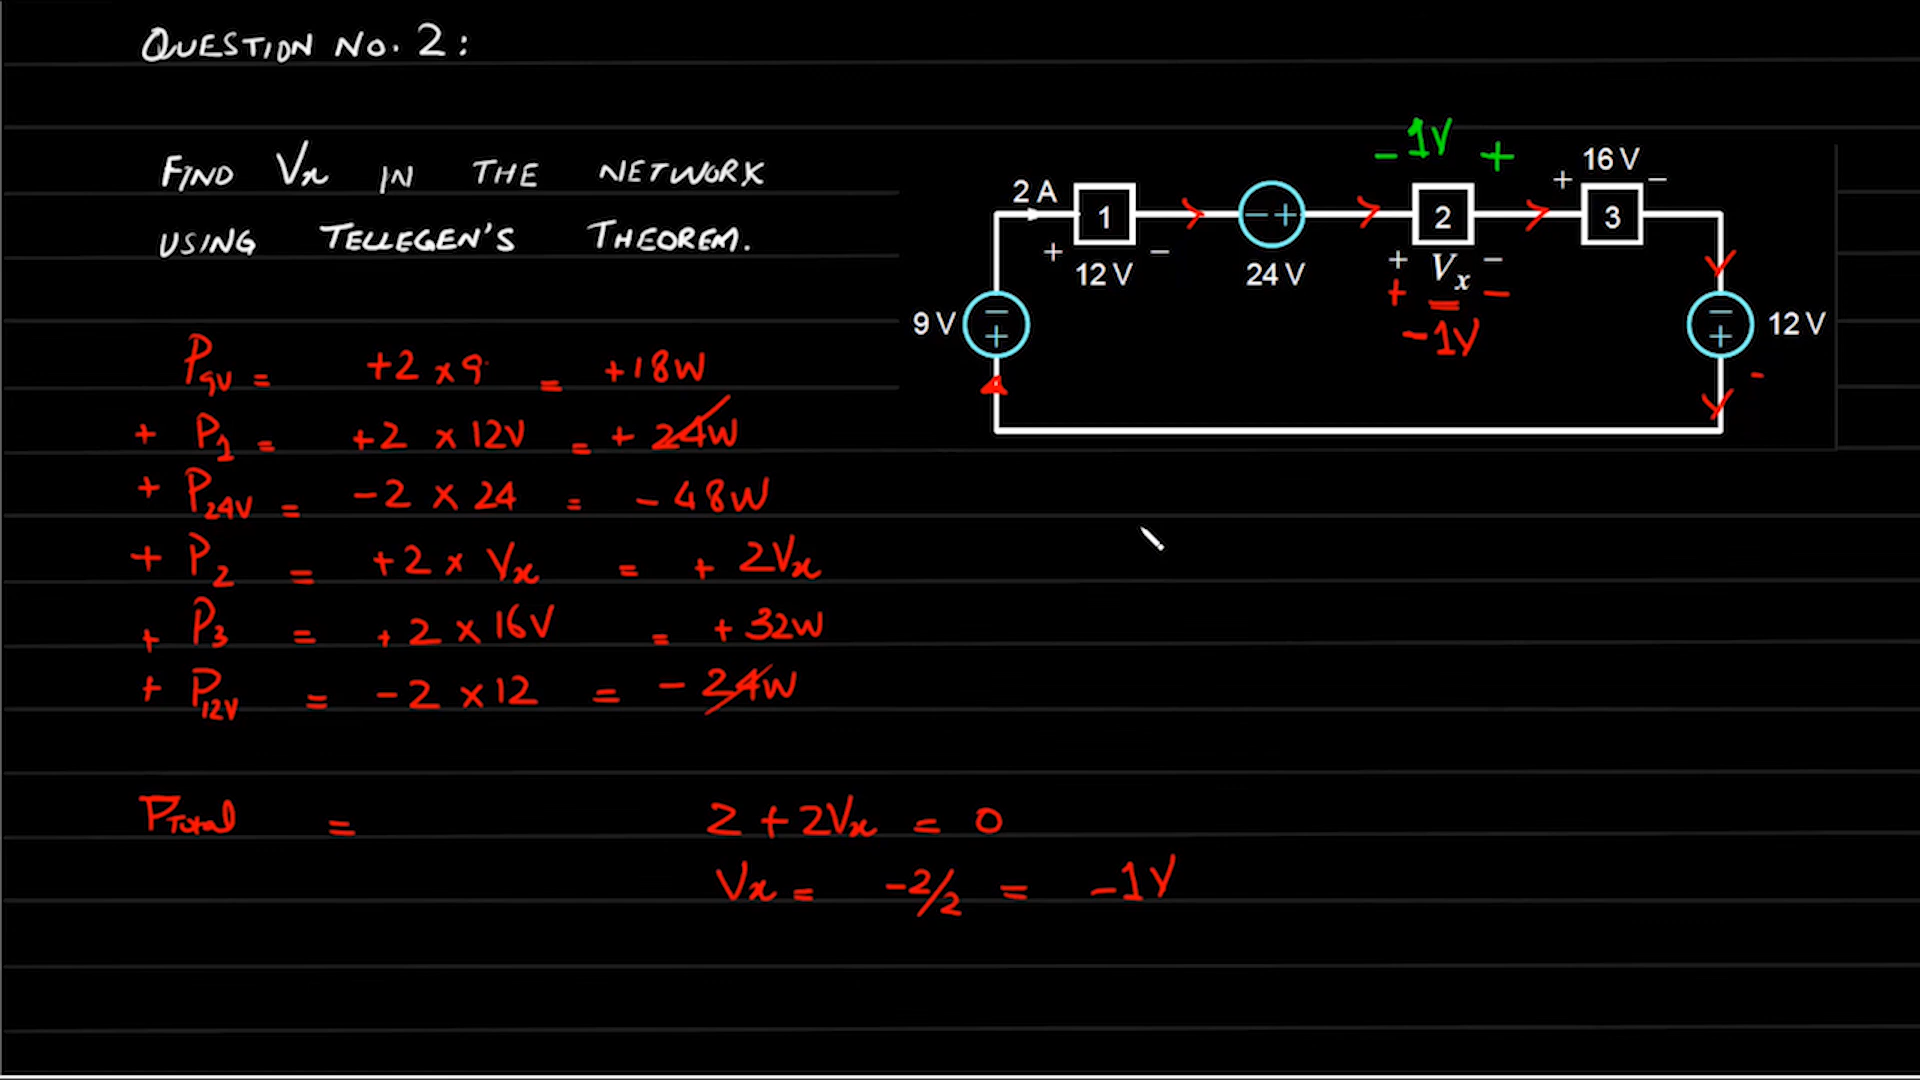 QUESTION NO. 2:
FIND Vx IN THE NETWORK
USING TELLEGEN'S THEOREM.
P9V = +2 × 9 = +18W
+ P1 = +2 × 12V = + 24W
+ P24V = -2 × 24 = -48W
+ P2 = +2 × Vx = + 2Vx
+ P3 = +2 × 16V = + 32W
+ P12V = -2 × 12 = - 24W
PTotal = 2 + 2Vx = 0
Vx = -2/2 = -1V
- 1V +
16 V
+ -
2 A
1
- +
2
3
+ 12 V -
24 V
+ Vx -
+ -
-1V
9 V
- +
- +
12 V
-